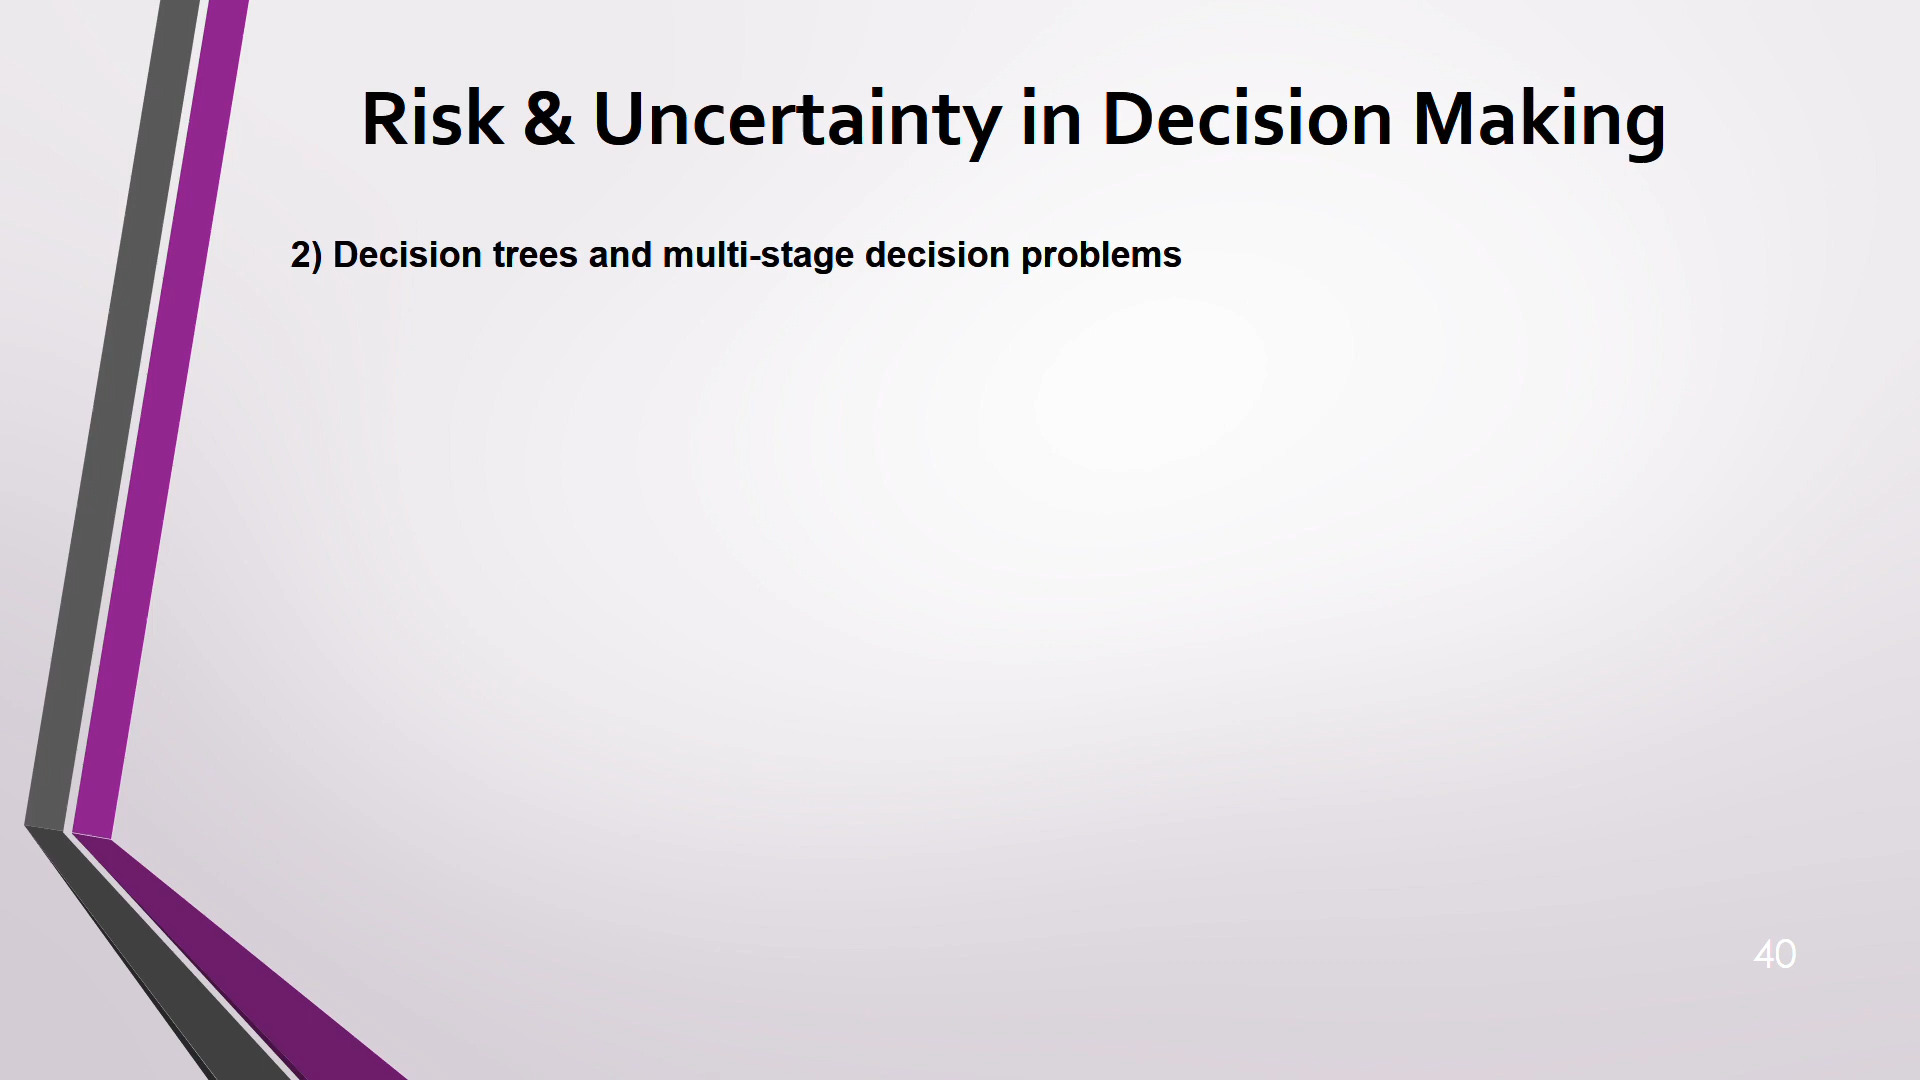 Risk & Uncertainty in Decision Making
2) Decision trees and multi-stage decision problems
40